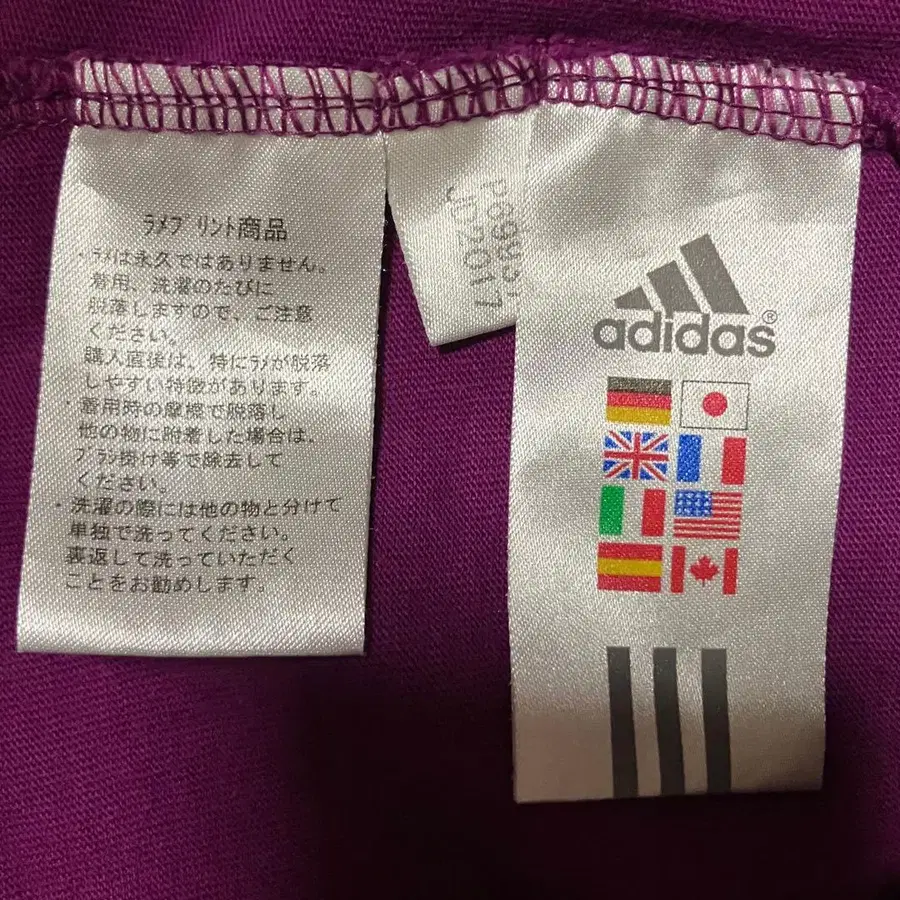 ﾗﾒﾌﾟﾘﾝﾄ商品
・ﾗﾒは永久ではありません。
着用、洗濯のたびに
脱落しますので、ご注意
ください。
購入直後は、特にﾗﾒが脱落
しやすい特徴があります。
・着用時の摩擦で脱落し
他の物に附着した場合は、
ﾌﾞﾗｼ掛け等で除去して
ください。
・洗濯の際には他の物と分けて
単独で洗ってください。
裏返して洗っていただく
ことをお勧めします。
adidas®